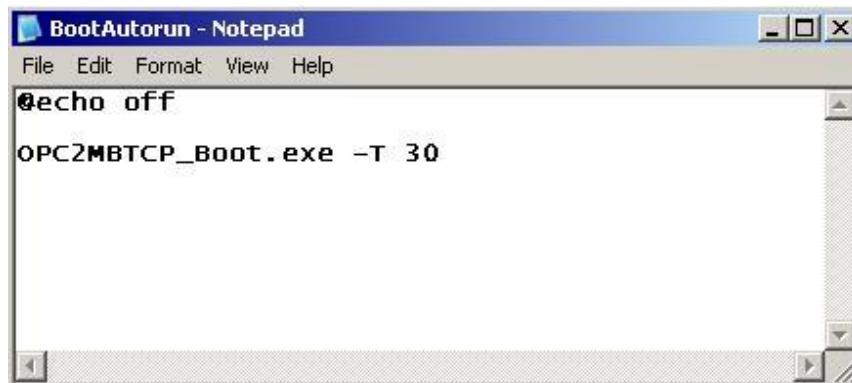 BootAutorun - Notepad
File Edit Format View Help
@echo off
OPC2MBTCP_Boot.exe -T 30